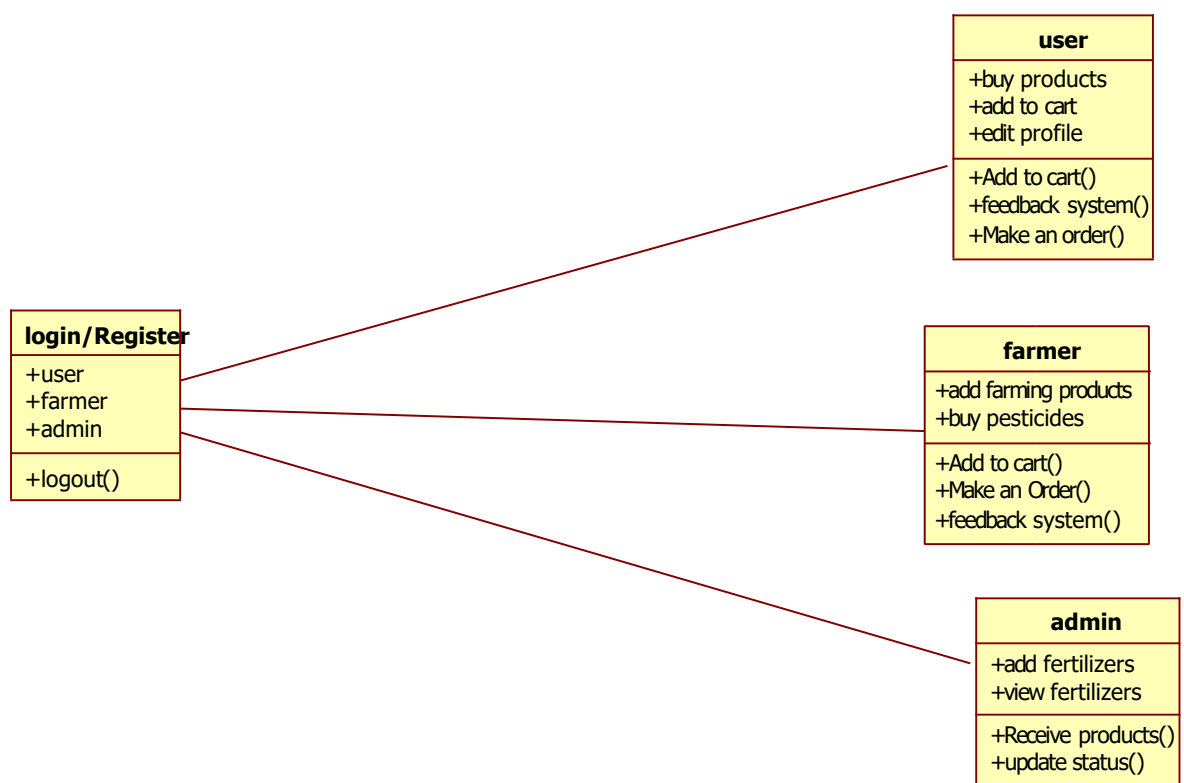 user
+buy products
+add to cart
+edit profile
+Add to cart()
+feedback system()
+Make an order()
login/Register
+user
+farmer
+admin
+logout()
farmer
+add farming products
+buy pesticides
+Add to cart()
+Make an Order()
+feedback system()
admin
+add fertilizers
+view fertilizers
+Receive products()
+update status()